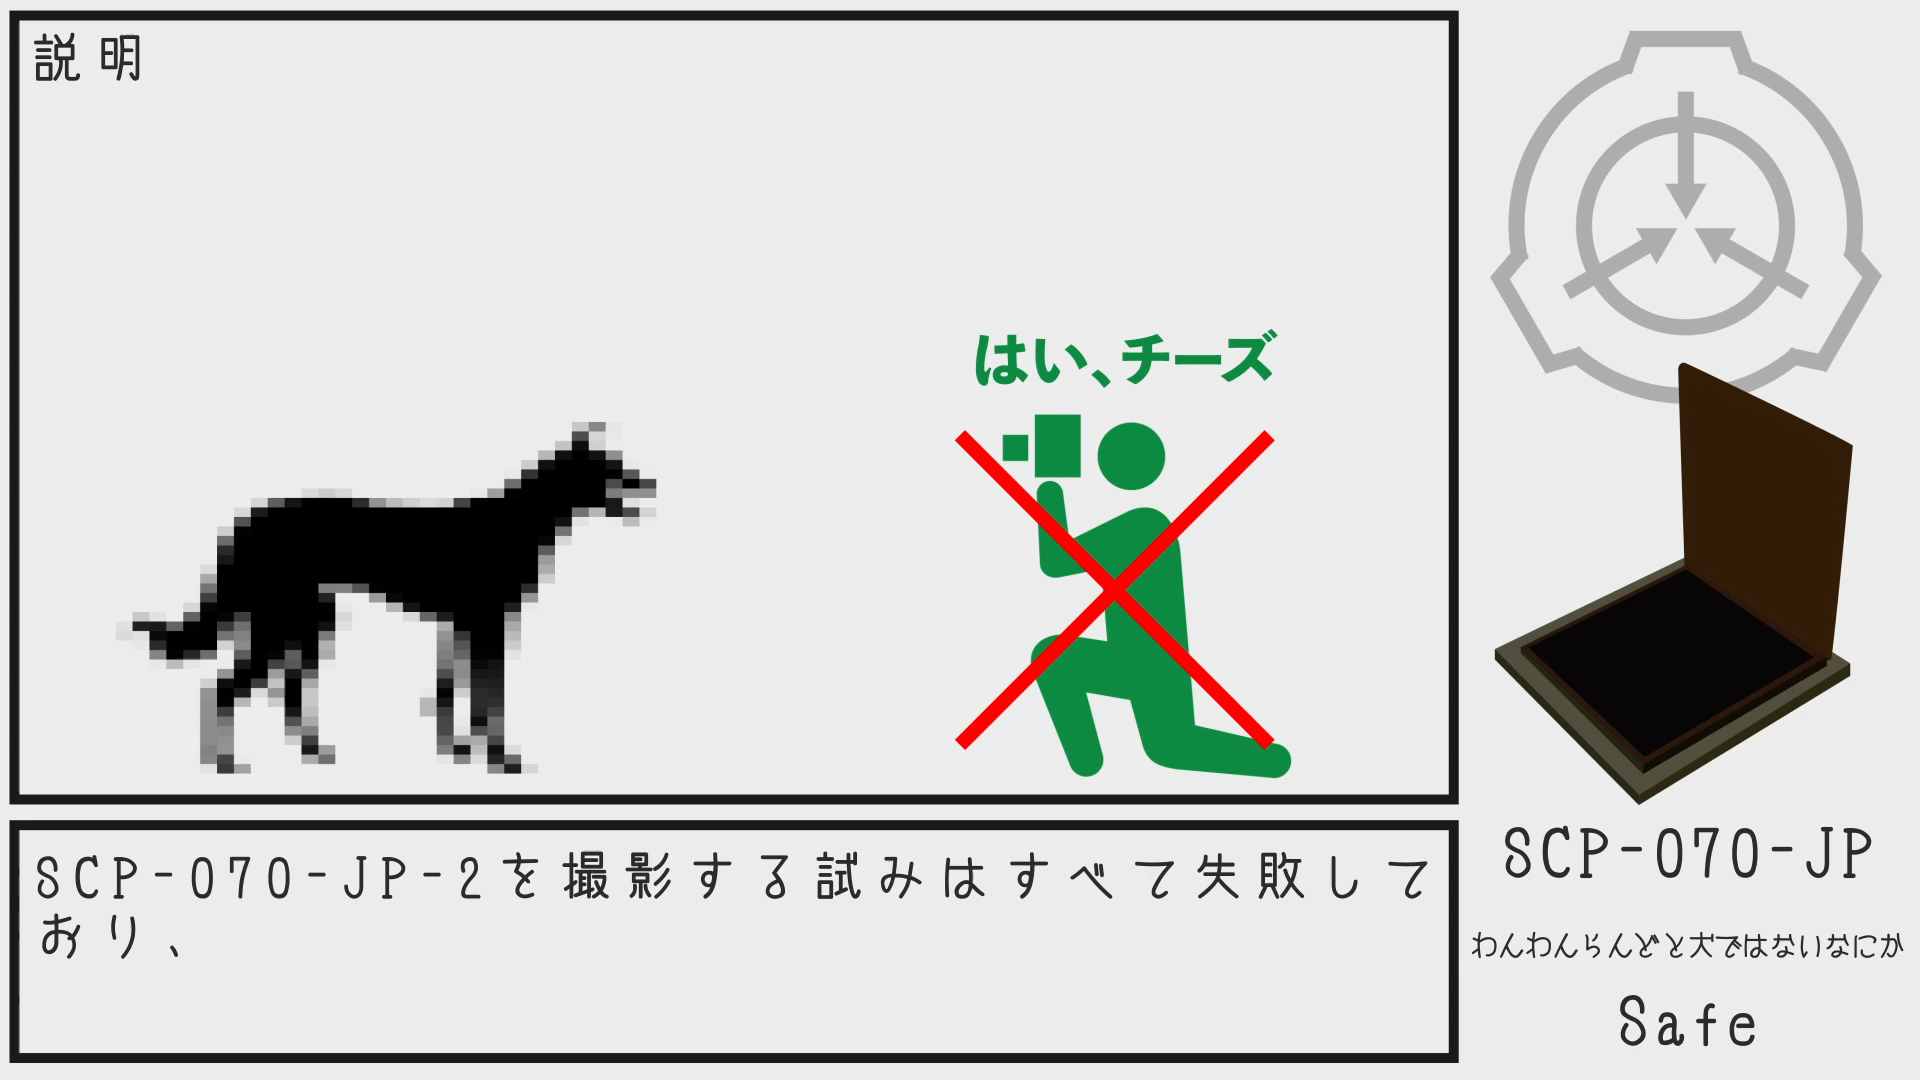 説明
はい、チーズ
SCP-070-JP-2を撮影する試みはすべて失敗して
おり、
SCP-070-JP
わんわんらんどと犬ではないなにか
Safe